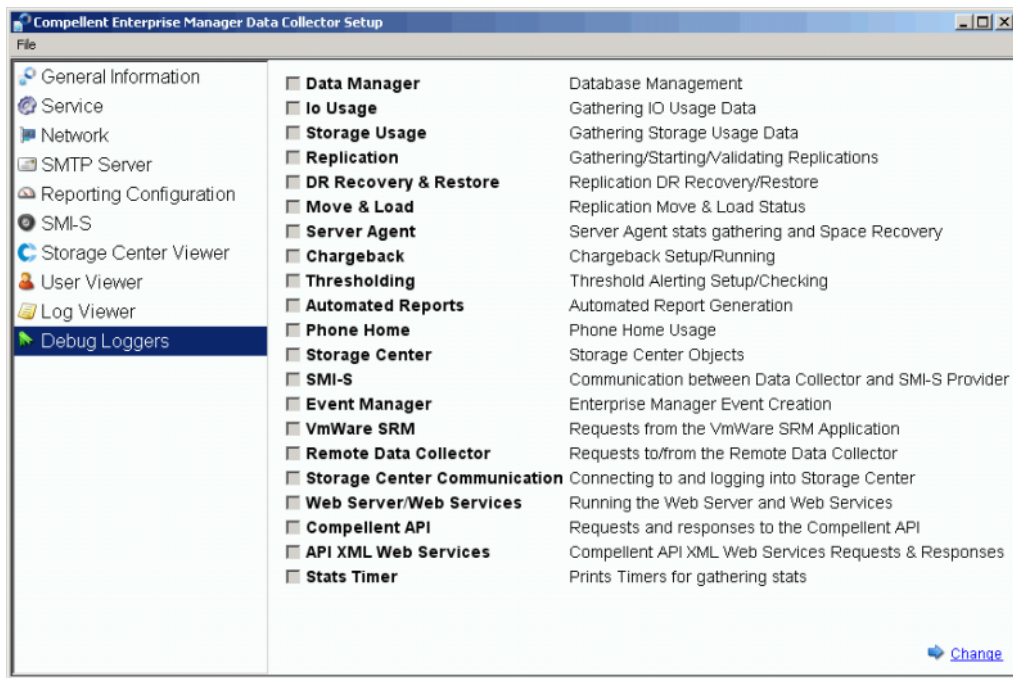 Compellent Enterprise Manager Data Collector Setup
File
General Information
Service
Network
SMTP Server
Reporting Configuration
SMI-S
Storage Center Viewer
User Viewer
Log Viewer
Debug Loggers
Data Manager Database Management
Io Usage Gathering IO Usage Data
Storage Usage Gathering Storage Usage Data
Replication Gathering/Starting/Validating Replications
DR Recovery & Restore Replication DR Recovery/Restore
Move & Load Replication Move & Load Status
Server Agent Server Agent stats gathering and Space Recovery
Chargeback Chargeback Setup/Running
Thresholding Threshold Alerting Setup/Checking
Automated Reports Automated Report Generation
Phone Home Phone Home Usage
Storage Center Storage Center Objects
SMI-S Communication between Data Collector and SMI-S Provider
Event Manager Enterprise Manager Event Creation
VmWare SRM Requests from the VmWare SRM Application
Remote Data Collector Requests to/from the Remote Data Collector
Storage Center Communication Connecting to and logging into Storage Center
Web Server/Web Services Running the Web Server and Web Services
Compellent API Requests and responses to the Compellent API
API XML Web Services Compellent API XML Web Services Requests & Responses
Stats Timer Prints Timers for gathering stats
Change